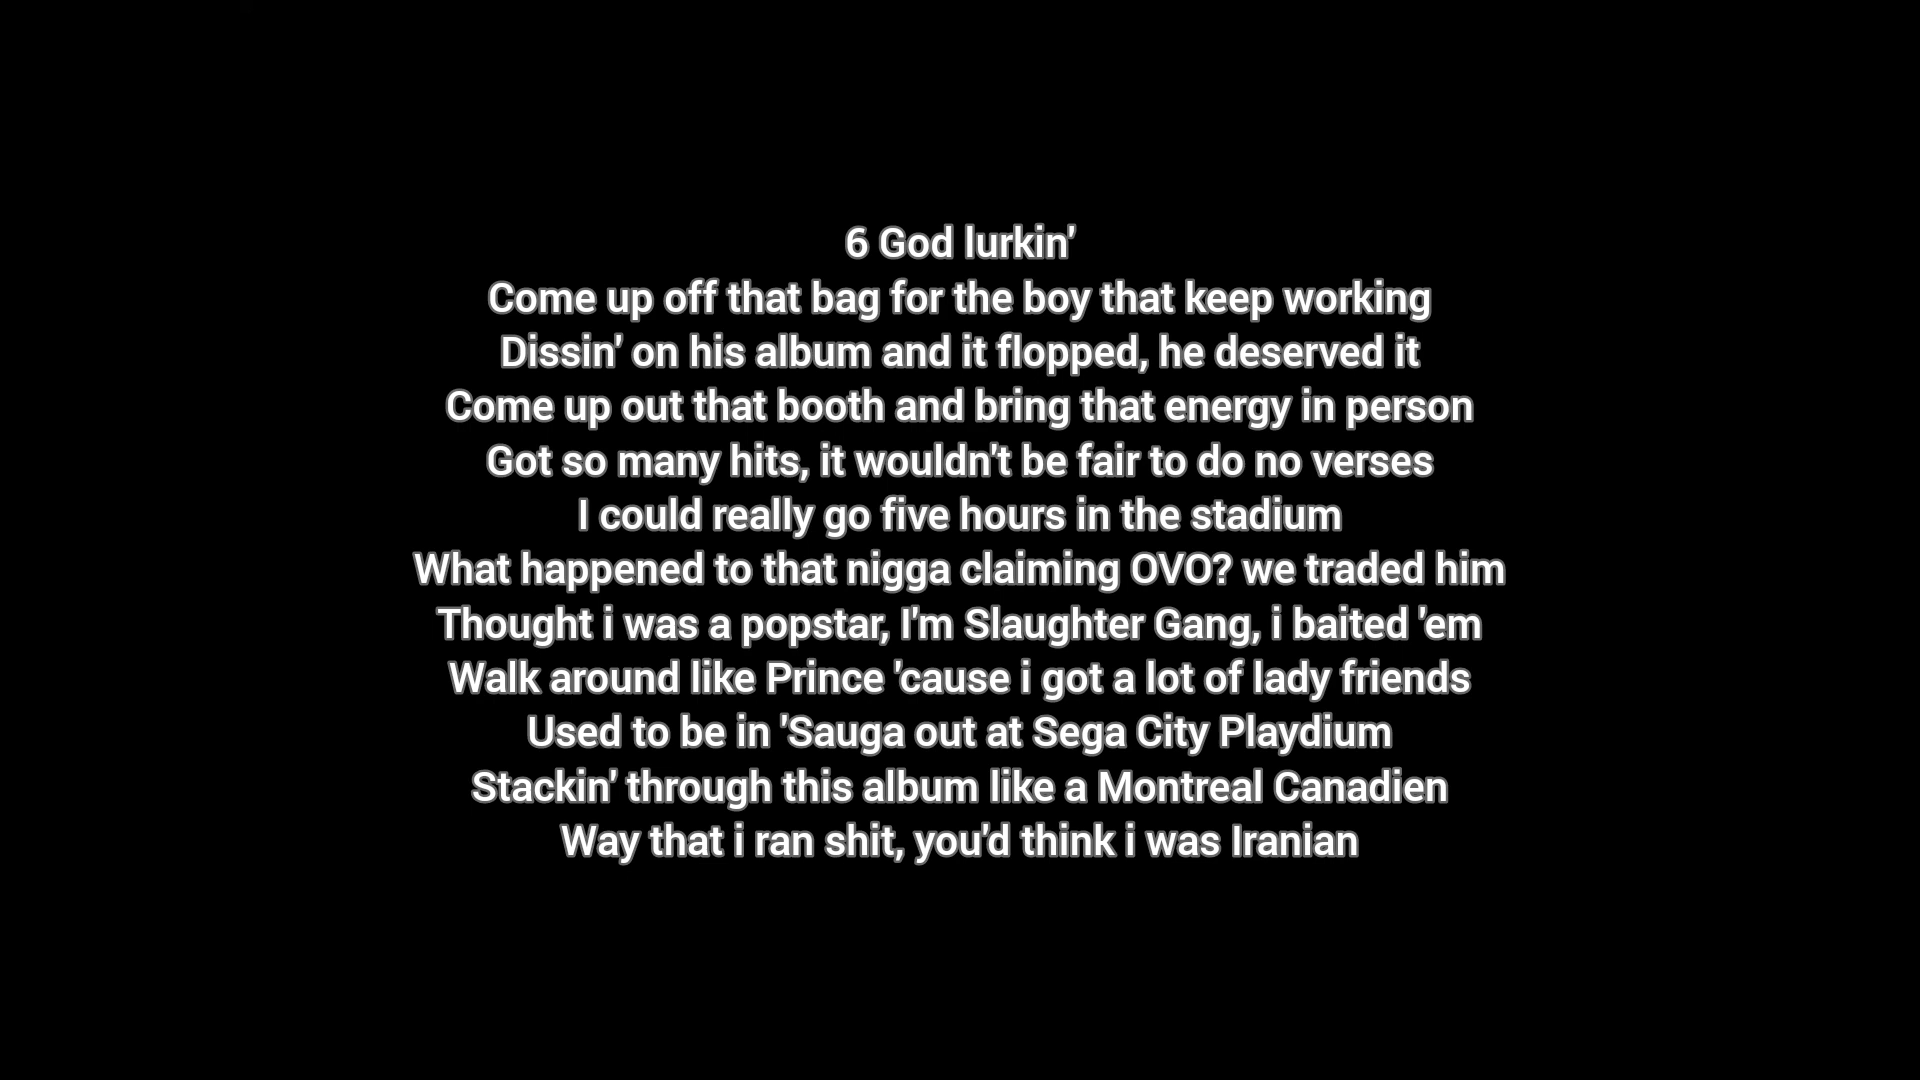 6 God lurkin'
Come up off that bag for the boy that keep working
Dissin' on his album and it flopped, he deserved it
Come up out that booth and bring that energy in person
Got so many hits, it wouldn't be fair to do no verses
I could really go five hours in the stadium
What happened to that nigga claiming OVO? we traded him
Thought i was a popstar, I'm Slaughter Gang, i baited 'em
Walk around like Prince 'cause i got a lot of lady friends
Used to be in 'Sauga out at Sega City Playdium
Stackin' through this album like a Montreal Canadien
Way that i ran shit, you'd think i was Iranian